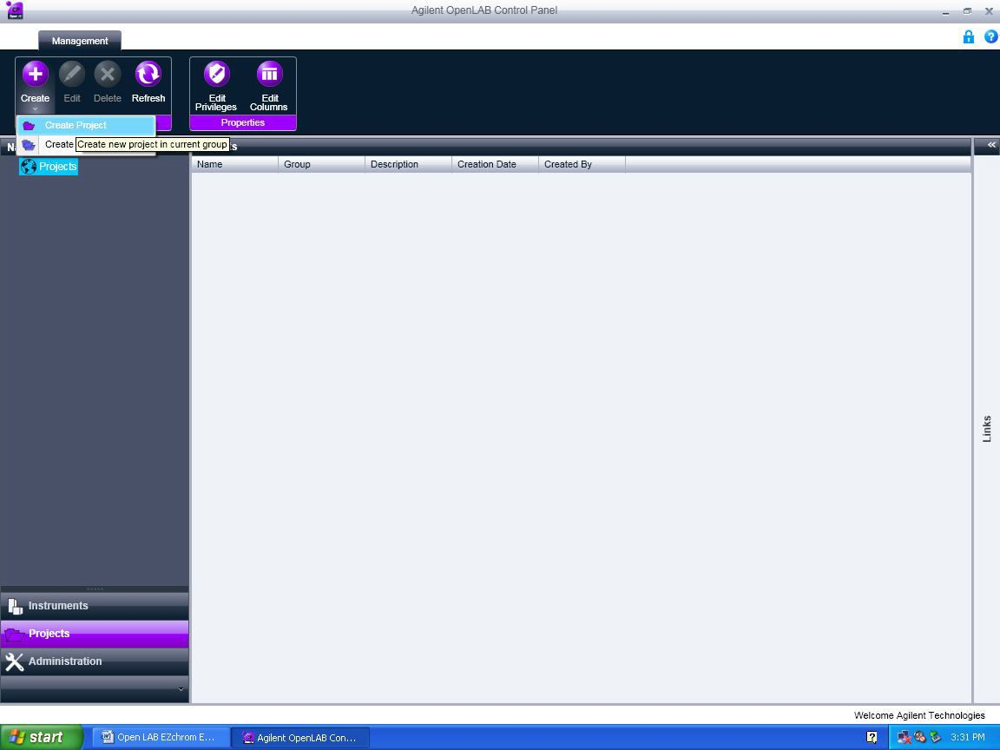 CP
Agilent OpenLAB Control Panel
Management
Create
Edit
Delete
Refresh
Edit
Privileges
Edit
Columns
Properties
Create Project
Create
Create new project in current group
Projects
Name
Group
Description
Creation Date
Created By
Links
Instruments
Projects
Administration
Welcome Agilent Technologies
start
Open LAB EZchrom E...
Agilent OpenLAB Con...
3:31 PM